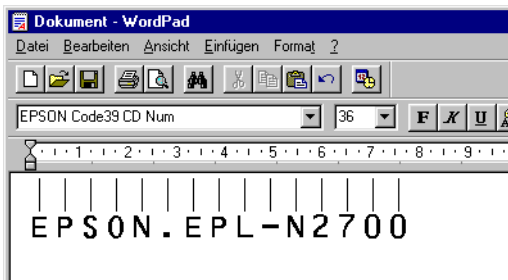 Dokument - WordPad
Datei Bearbeiten Ansicht Einfügen Format ?
EPSON Code39 CD Num 36 F K U
1 2 3 4 5 6 7 8 9
EPSON.EPL-N2700